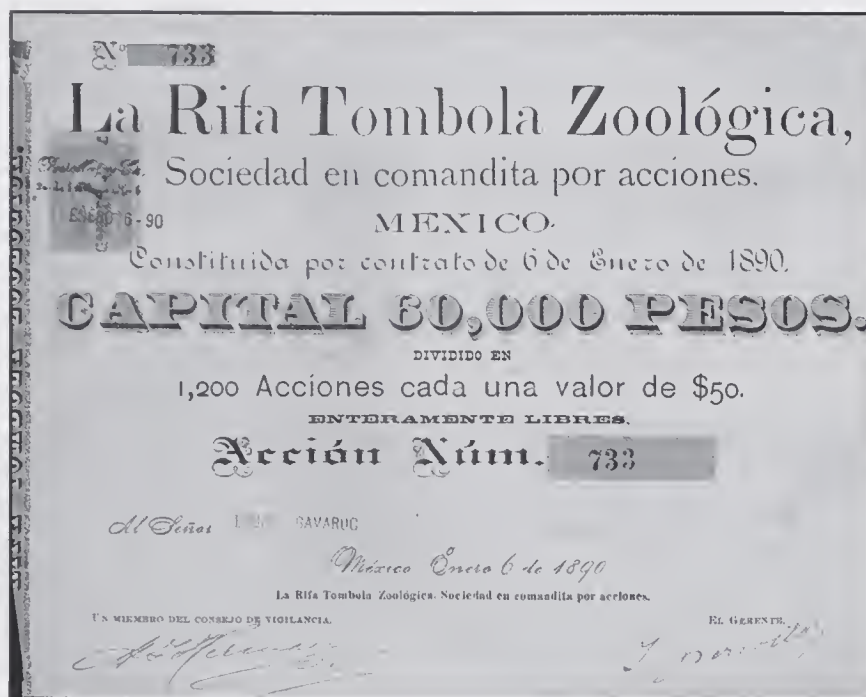 Nº 733
La Rifa Tombola Zoológica,
Sociedad en comandita por acciones.
MEXICO.
Constituida por contrato de 6 de Enero de 1890.
CAPITAL 60,000 PESOS.
DIVIDIDO EN
1,200 Acciones cada una valor de $50.
ENTERAMENTE LIBRES.
Acción Núm. 733
Al Señor SAVARUC
México Enero 6 de 1890
La Rifa Tombola Zoológica. Sociedad en comandita por acciones.
UN MIEMBRO DEL CONSEJO DE VIGILANCIA.
EL GERENTE.